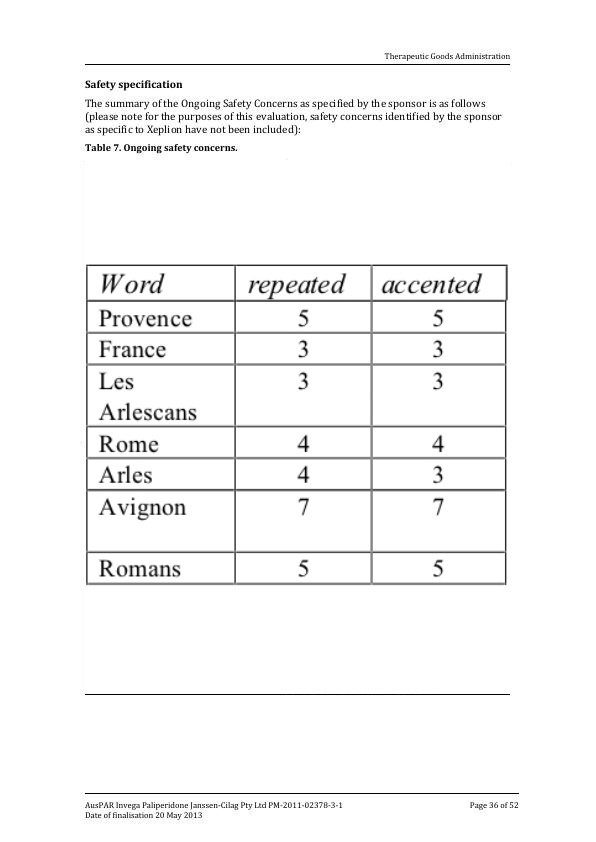 Therapeutic Goods Administration
Safety specification
The summary of the Ongoing Safety Concerns as specified by the sponsor is as follows
(please note for the purposes of this evaluation, safety concerns identified by the sponsor
as specific to Xeplion have not been included):
Table 7. Ongoing safety concerns.
Word repeated accented
Provence 5 5
France 3 3
Les 3 3
Arlescans
Rome 4 4
Arles 4 3
Avignon 7 7
Romans 5 5
AusPAR Invega Paliperidone Janssen-Cilag Pty Ltd PM-2011-02378-3-1 Page 36 of 52
Date of finalisation 20 May 2013